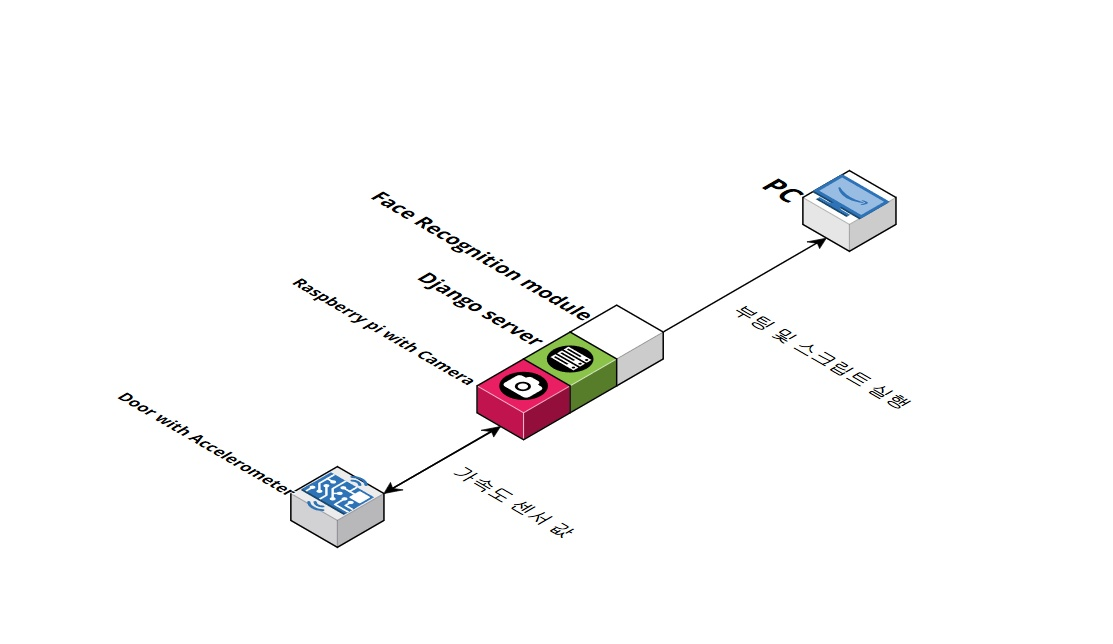 PC
Face Recognition module
Django server
Raspberry pi with Camera
부팅 및 스크립트 실행
Door with Accelerometer
가속도 센서 값